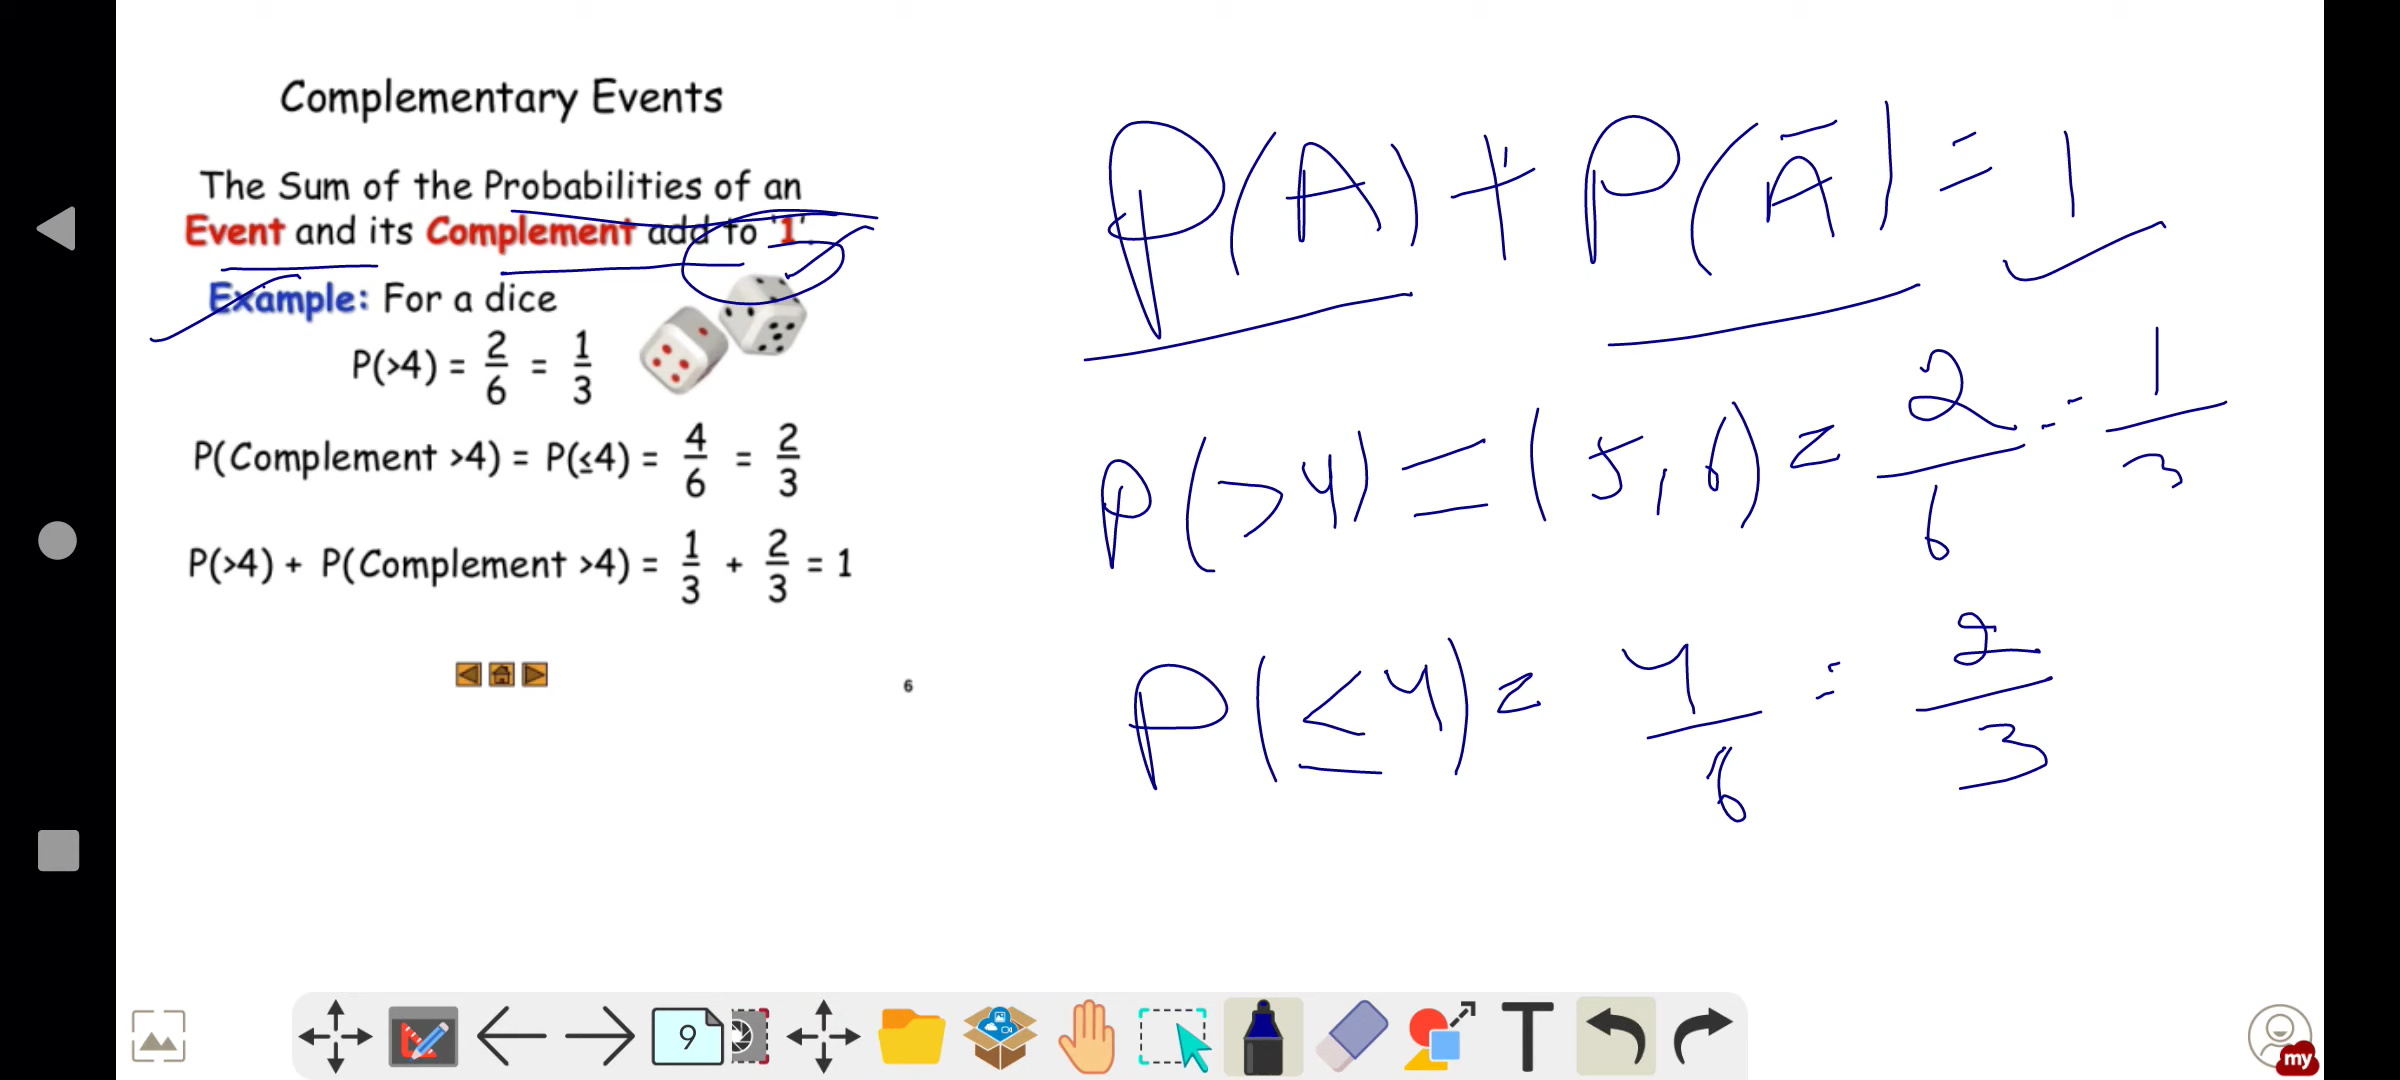 Complementary Events
The Sum of the Probabilities of an
Event and its Complement add to '1'.
Example: For a dice
P(>4) = 2/6 = 1/3
P(Complement >4) = P(≤4) = 4/6 = 2/3
P(>4) + P(Complement >4) = 1/3 + 2/3 = 1
6
P(A) + P(Ā) = 1
P(>4) = (5,6) = 2/6 = 1/3
P(≤4) = 4/6 = 2/3
9
T
my